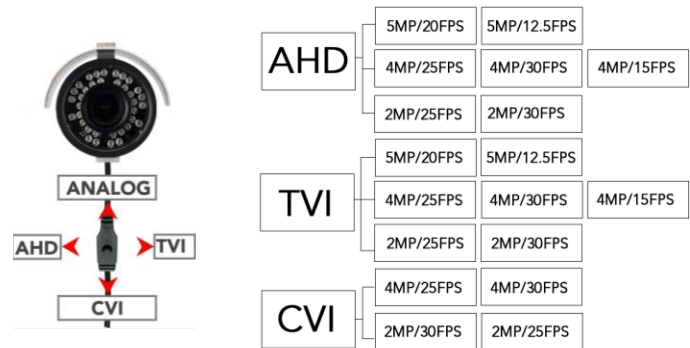 ANALOG
AHD
TVI
CVI
AHD
5MP/20FPS 5MP/12.5FPS
4MP/25FPS 4MP/30FPS 4MP/15FPS
2MP/25FPS 2MP/30FPS
TVI
5MP/20FPS 5MP/12.5FPS
4MP/25FPS 4MP/30FPS 4MP/15FPS
2MP/25FPS 2MP/30FPS
CVI
4MP/25FPS 4MP/30FPS
2MP/30FPS 2MP/25FPS